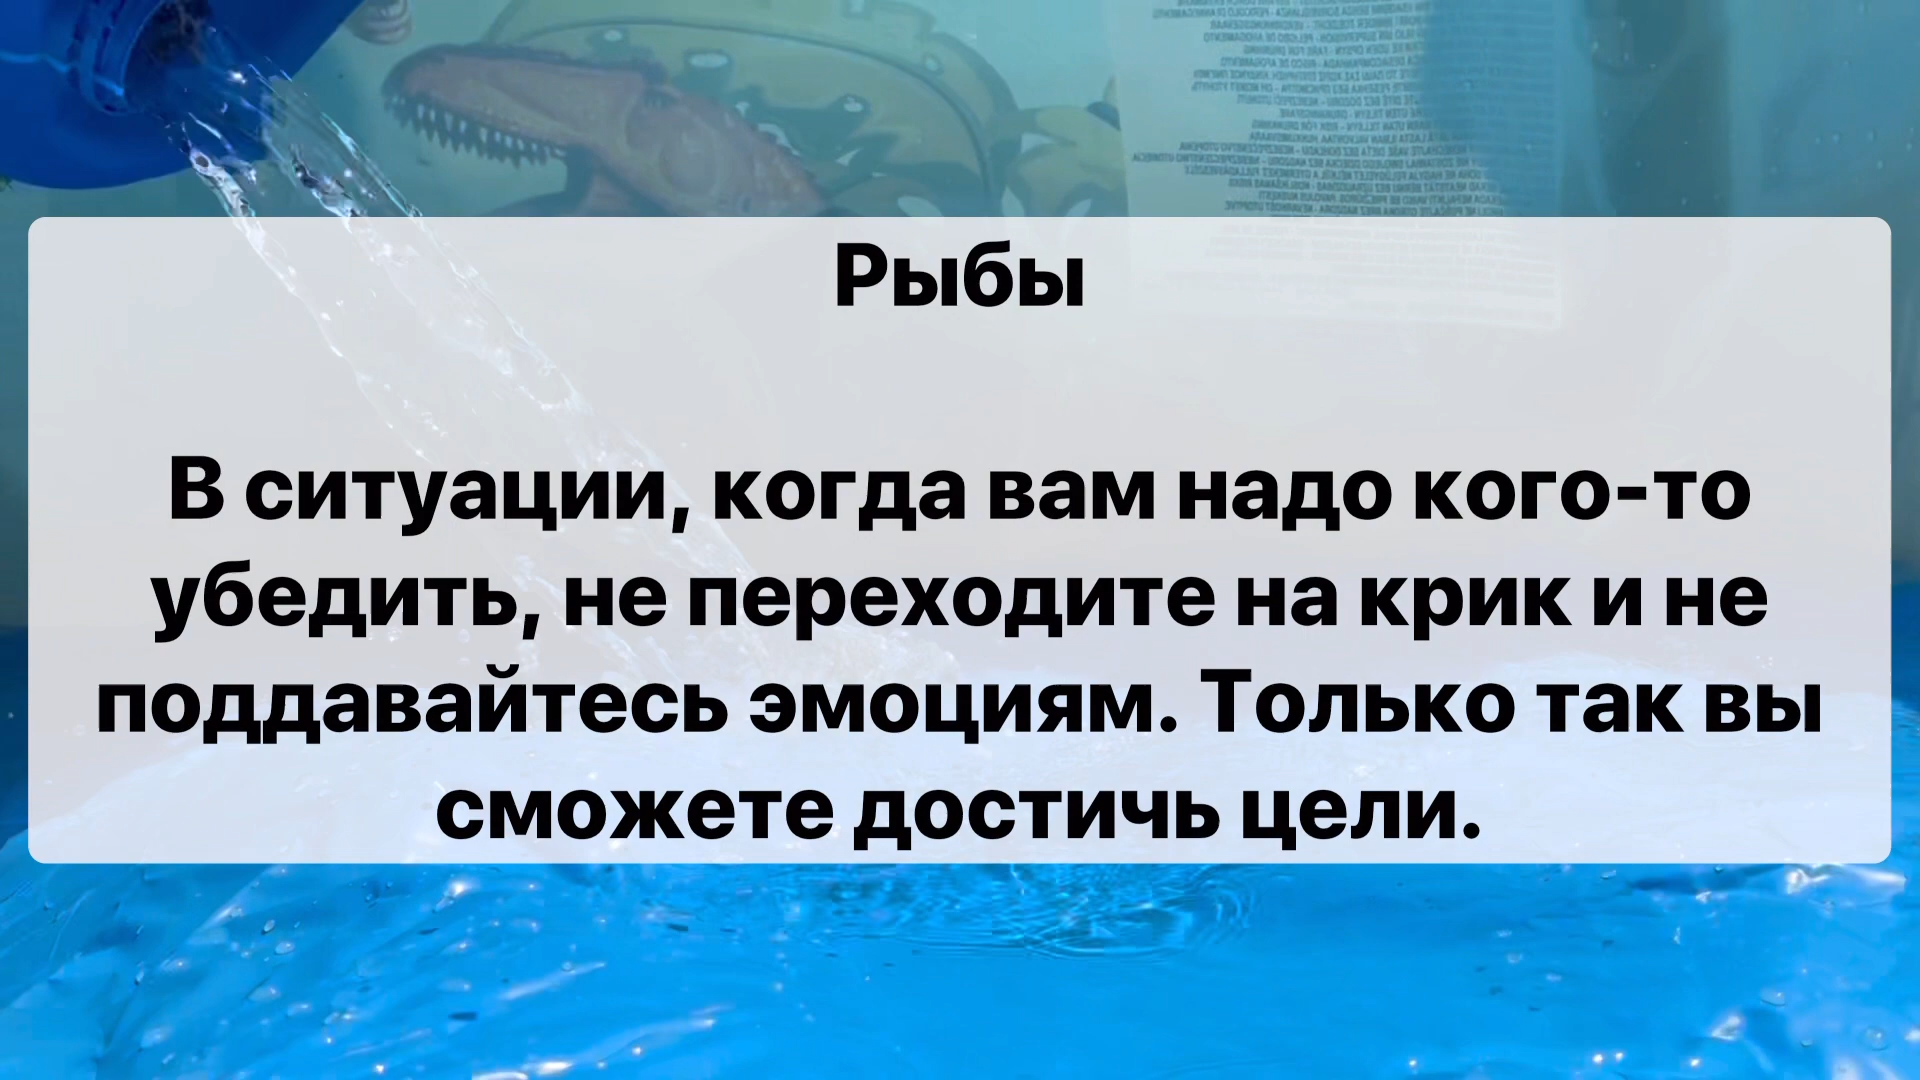 Рыбы
В ситуации, когда вам надо кого-то
убедить, не переходите на крик и не
поддавайтесь эмоциям. Только так вы
сможете достичь цели.